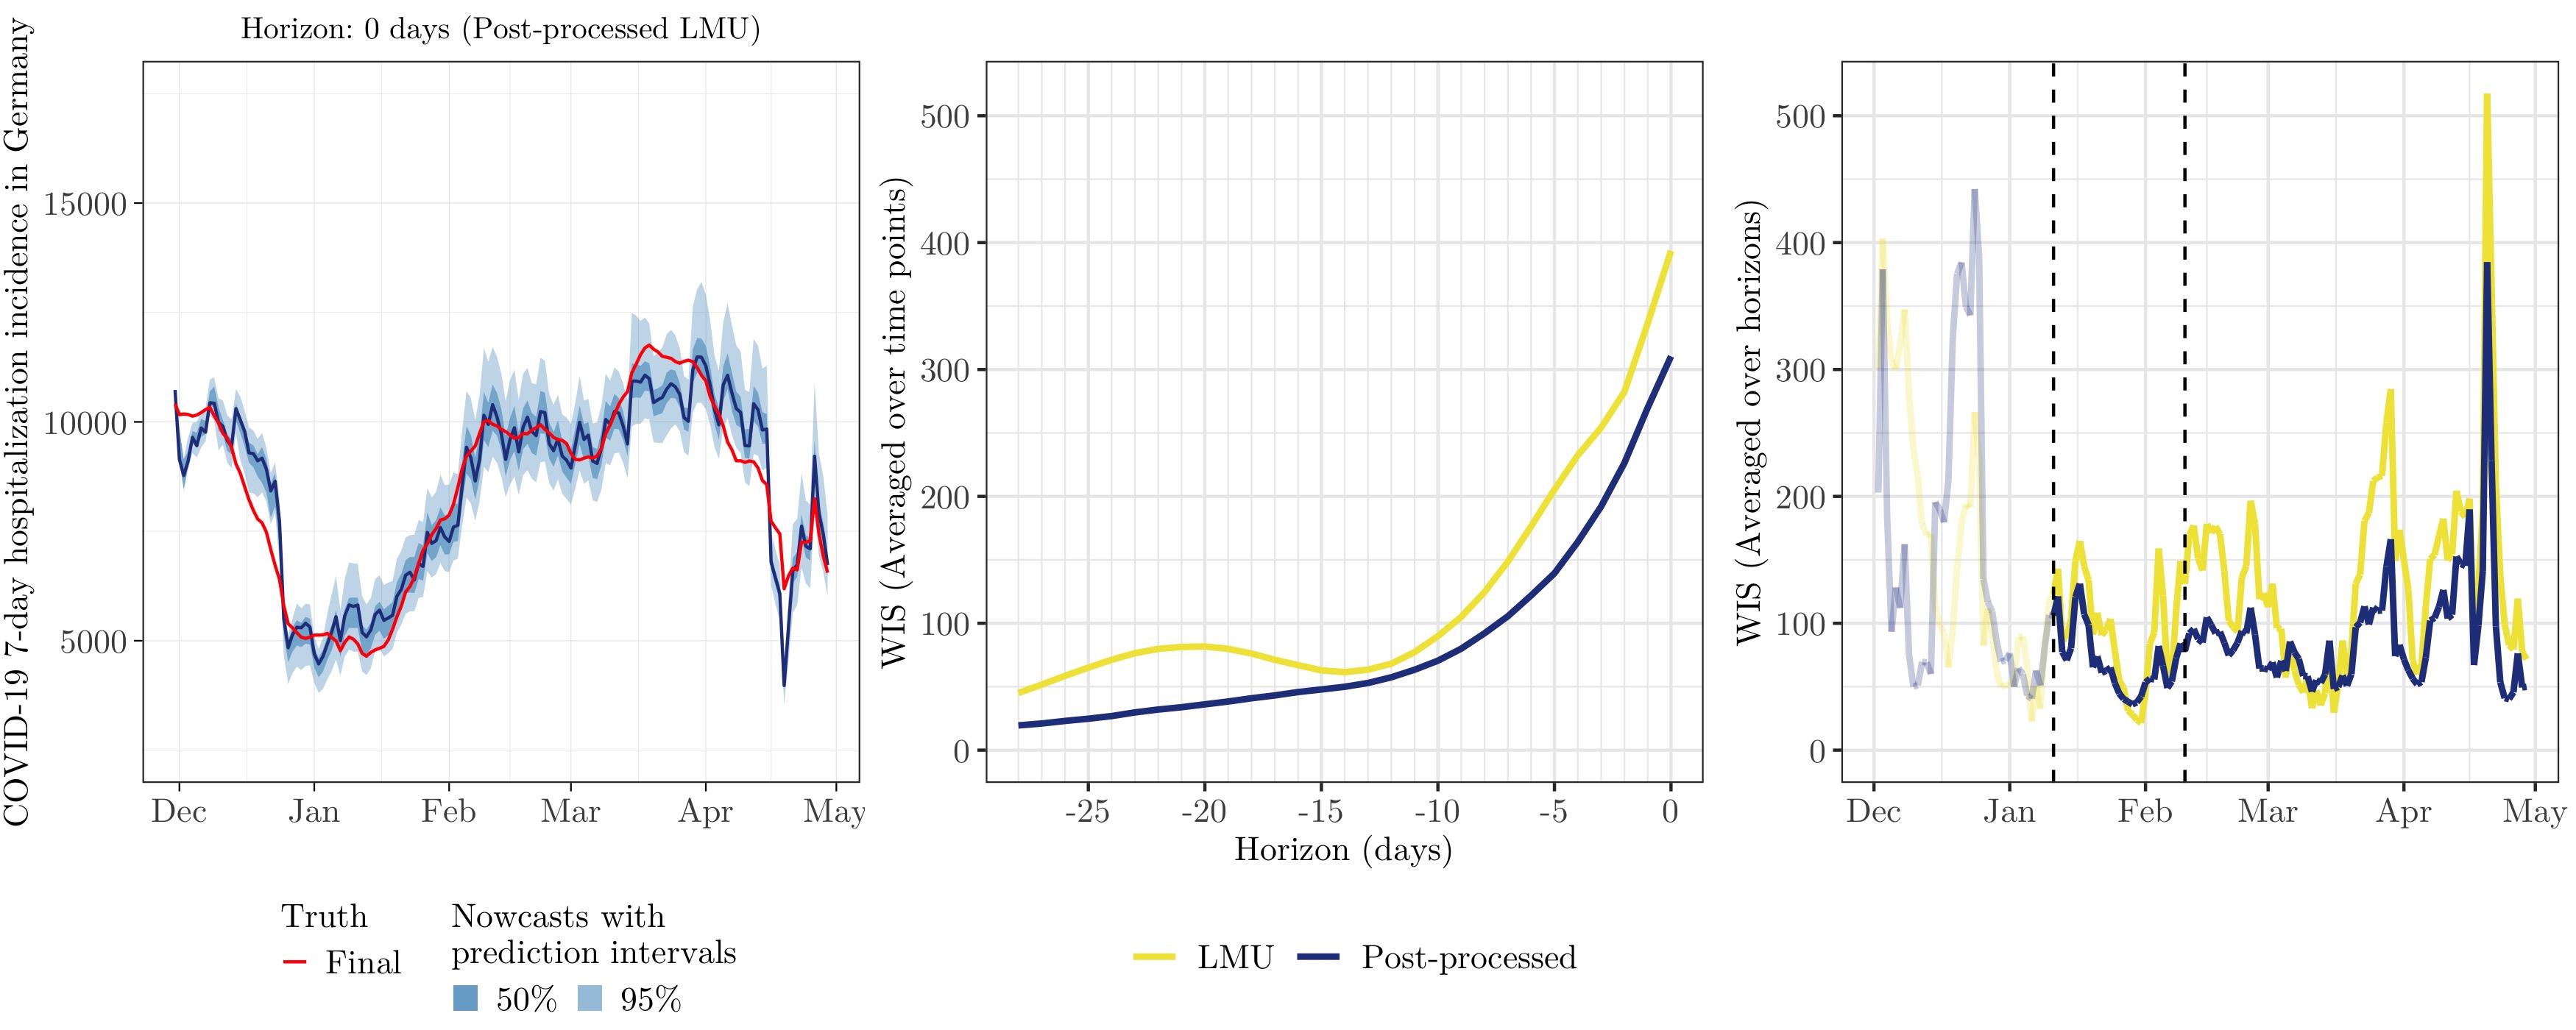 Horizon: 0 days (Post-processed LMU)
COVID-19 7-day hospitalization incidence in Germany
15000
10000
5000
Dec Jan Feb Mar Apr May
WIS (Averaged over time points)
500
400
300
200
100
0
-25 -20 -15 -10 -5 0
Horizon (days)
WIS (Averaged over horizons)
500
400
300
200
100
0
Dec Jan Feb Mar Apr May
Truth
Final
Nowcasts with
prediction intervals
50% 95%
LMU Post-processed